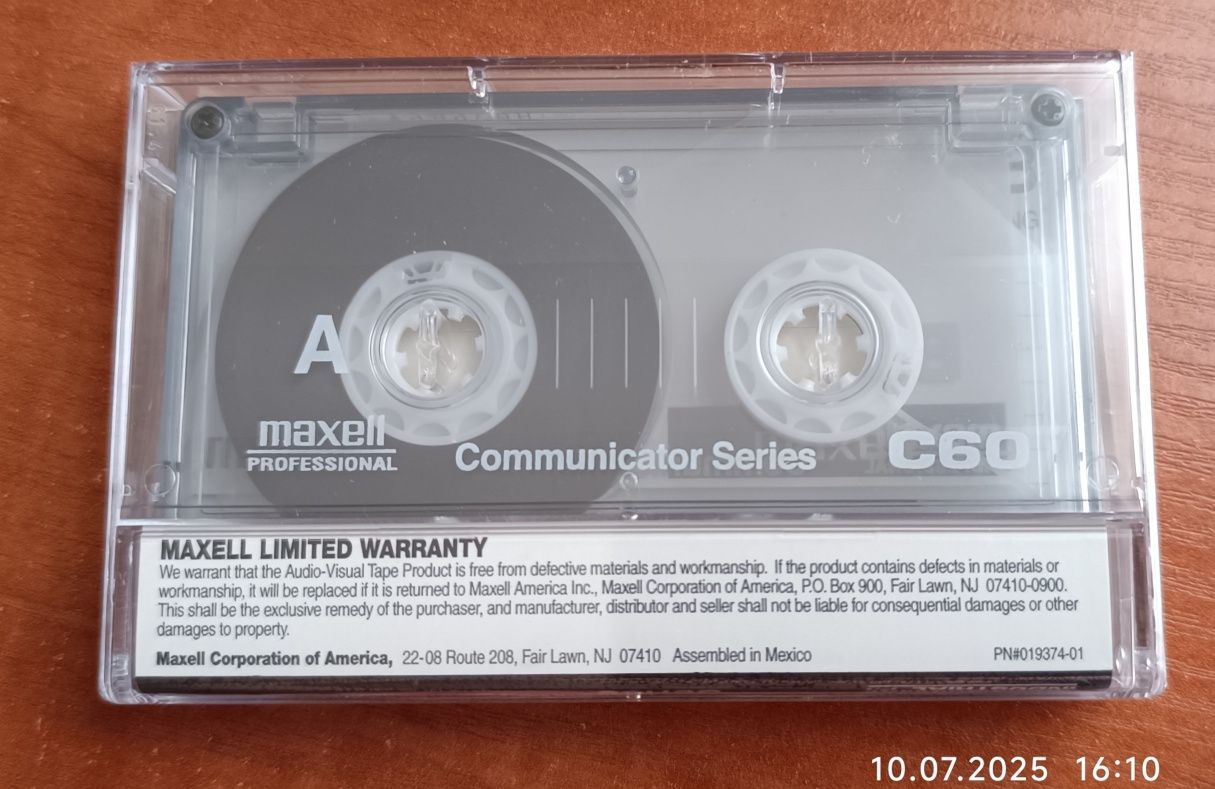 A
maxell
PROFESSIONAL
Communicator Series
C60
MAXELL LIMITED WARRANTY
We warrant that the Audio-Visual Tape Product is free from defective materials and workmanship. If the product contains defects in materials or
workmanship, it will be replaced if it is returned to Maxell America Inc., Maxell Corporation of America, P.O. Box 900, Fair Lawn, NJ 07410-0900.
This shall be the exclusive remedy of the purchaser, and manufacturer, distributor and seller shall not be liable for consequential damages or other
damages to property.
Maxell Corporation of America, 22-08 Route 208, Fair Lawn, NJ 07410 Assembled in Mexico PN#019374-01
10.07.2025 16:10